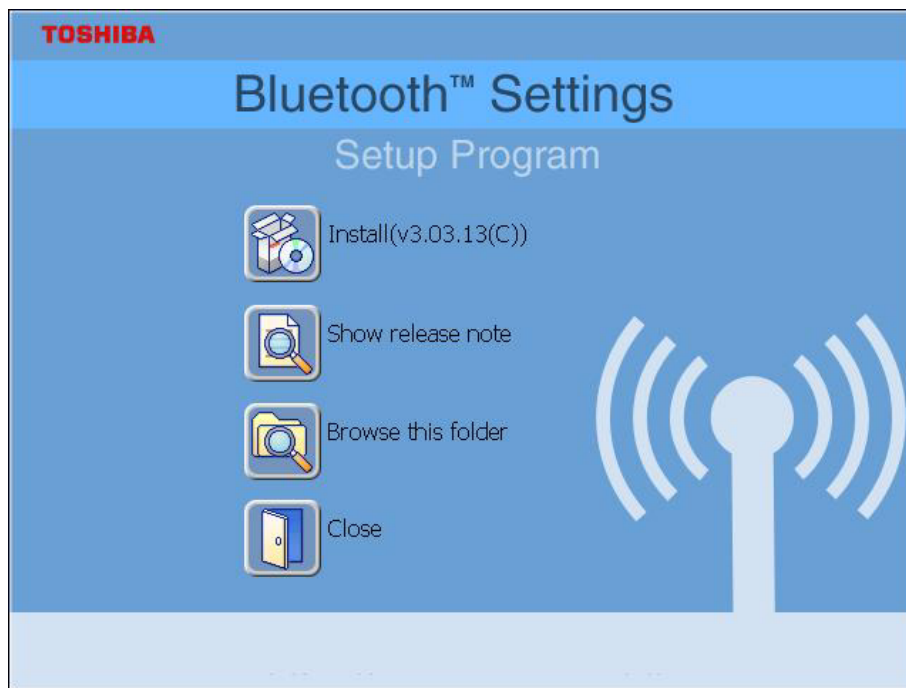 TOSHIBA
Bluetooth™ Settings
Setup Program
Install(v3.03.13(C))
Show release note
Browse this folder
Close